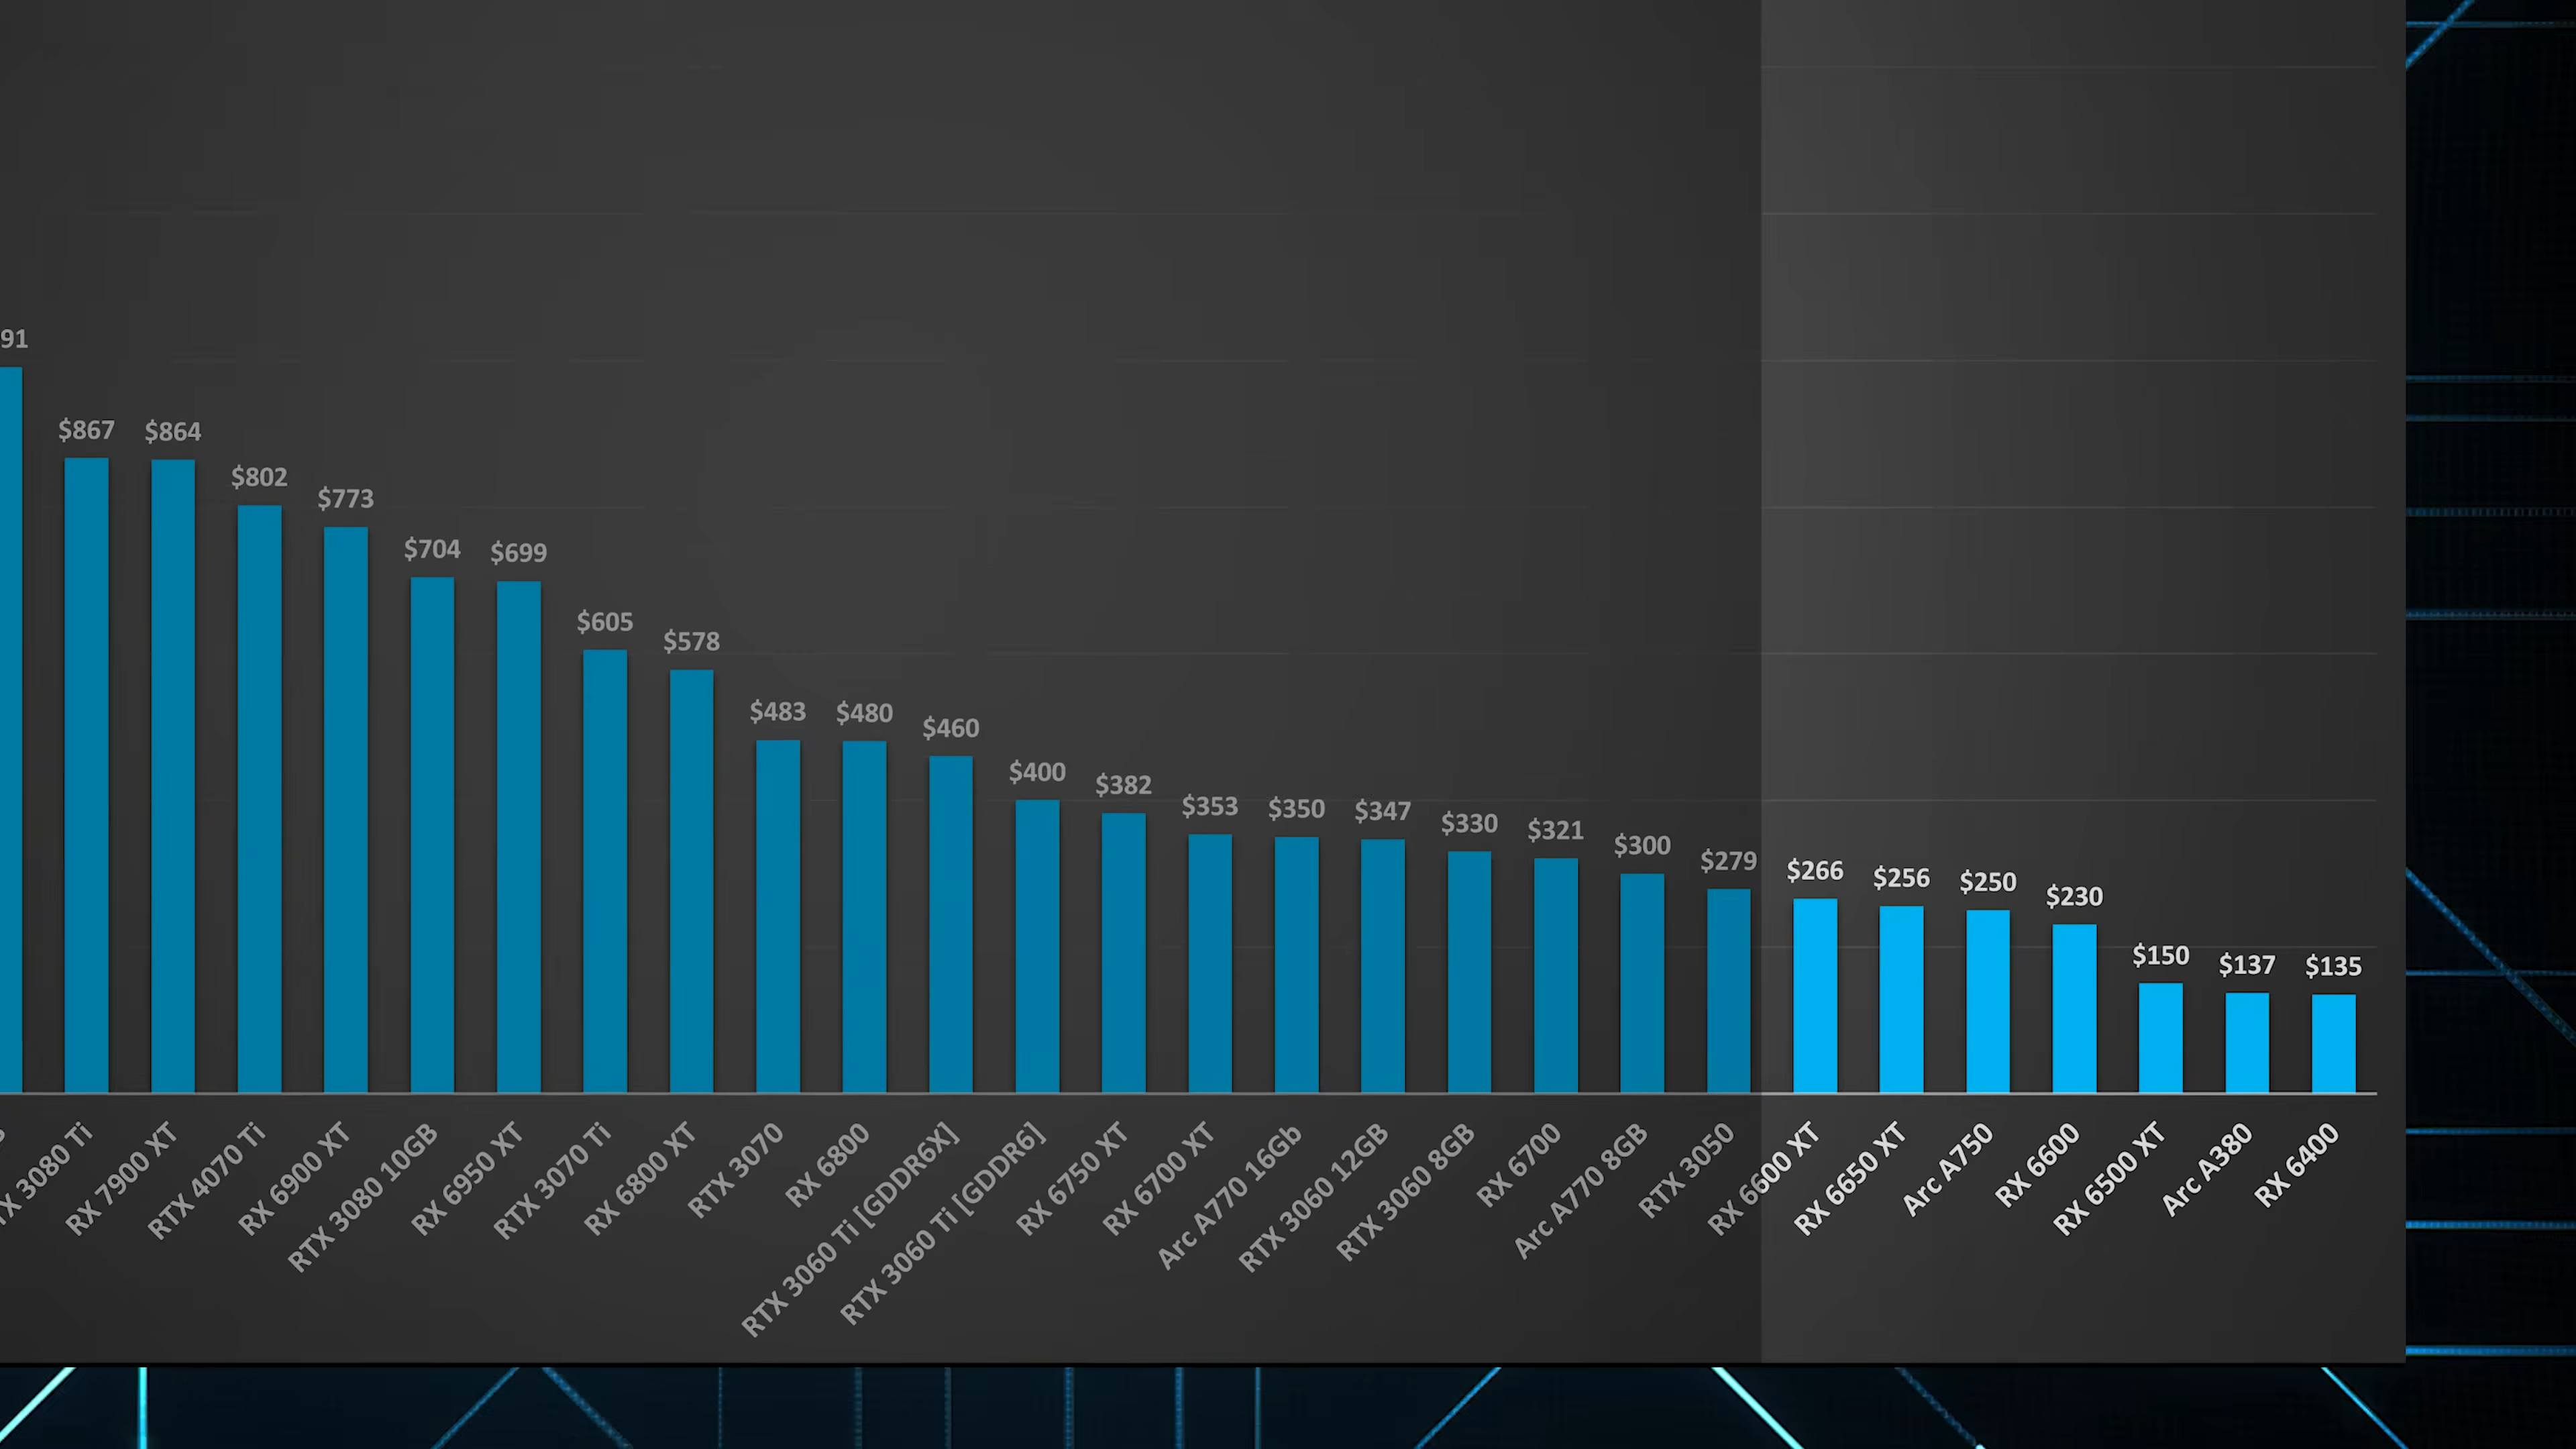 91
$867
$864
$802
$773
$704
$699
$605
$578
$483
$480
$460
$400
$382
$353
$350
$347
$330
$321
$300
$279
$266
$256
$250
$230
$150
$137
$135
TX 3080 Ti
RX 7900 XT
RTX 4070 Ti
RX 6900 XT
RTX 3080 10GB
RX 6950 XT
RTX 3070 Ti
RX 6800 XT
RTX 3070
RX 6800
RTX 3060 Ti [GDDR6X]
RTX 3060 Ti [GDDR6]
RX 6750 XT
RX 6700 XT
Arc A770 16Gb
RTX 3060 12GB
RTX 3060 8GB
RX 6700
Arc A770 8GB
RTX 3050
RX 6600 XT
RX 6650 XT
Arc A750
RX 6600
RX 6500 XT
Arc A380
RX 6400